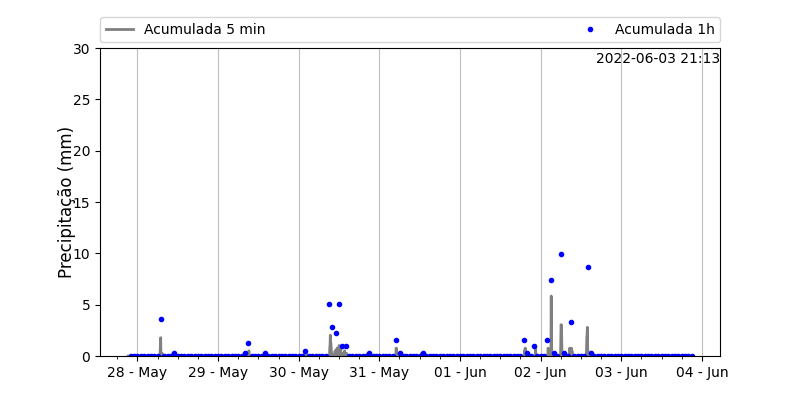 Acumulada 5 min
Acumulada 1h
2022-06-03 21:13
Precipitação (mm)
30
25
20
15
10
5
0
28 - May
29 - May
30 - May
31 - May
01 - Jun
02 - Jun
03 - Jun
04 - Jun